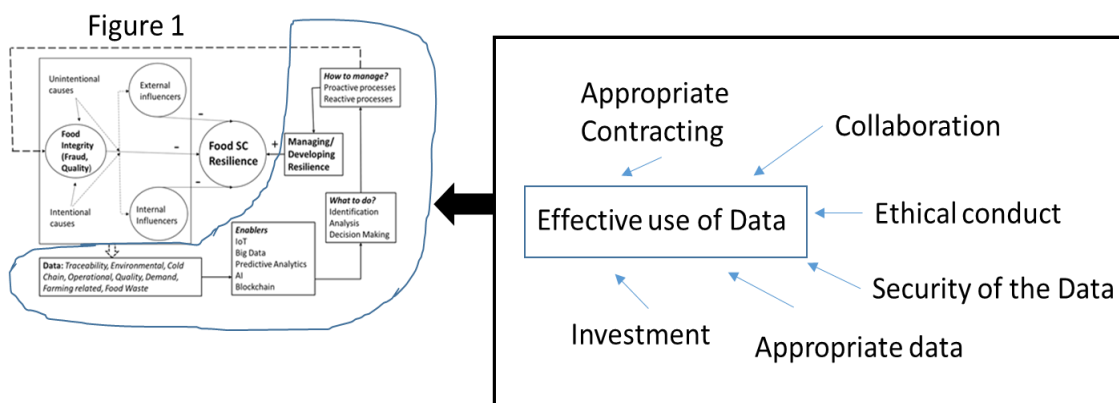 Figure 1
Unintentional
causes
External
influencers
Food
Integrity
(Fraud,
Quality)
Intentional
causes
Internal
Influencers
-
-
-
Food SC
Resilience
+
Managing/
Developing
Resilience
How to manage?
Proactive processes
Reactive processes
What to do?
Identification
Analysis
Decision Making
Enablers
IoT
Big Data
Predictive Analytics
AI
Blockchain
Data: Traceability, Environmental, Cold
Chain, Operational, Quality, Demand,
Farming related, Food Waste
Appropriate
Contracting
Collaboration
Effective use of Data
Ethical conduct
Security of the Data
Investment
Appropriate data